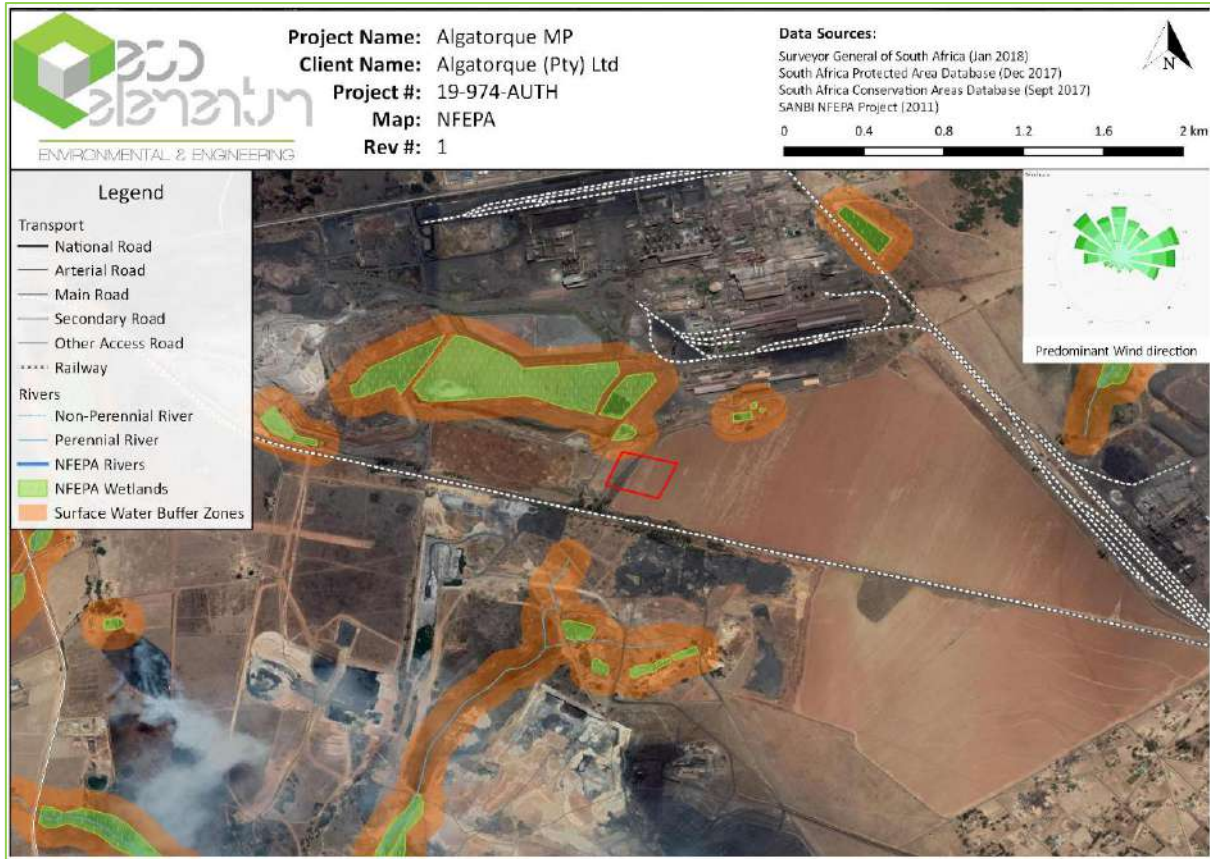 eco
elementum
ENVIRONMENTAL & ENGINEERING
Project Name: Algatorque MP
Client Name: Algatorque (Pty) Ltd
Project #: 19-974-AUTH
Map: NFEPA
Rev #: 1
Data Sources:
Surveyor General of South Africa (Jan 2018)
South Africa Protected Area Database (Dec 2017)
South Africa Conservation Areas Database (Sept 2017)
SANBI NFEPA Project (2011)
N
0 0.4 0.8 1.2 1.6 2 km
Legend
Transport
National Road
Arterial Road
Main Road
Secondary Road
Other Access Road
Railway
Rivers
Non-Perennial River
Perennial River
NFEPA Rivers
NFEPA Wetlands
Surface Water Buffer Zones
Predominant Wind direction